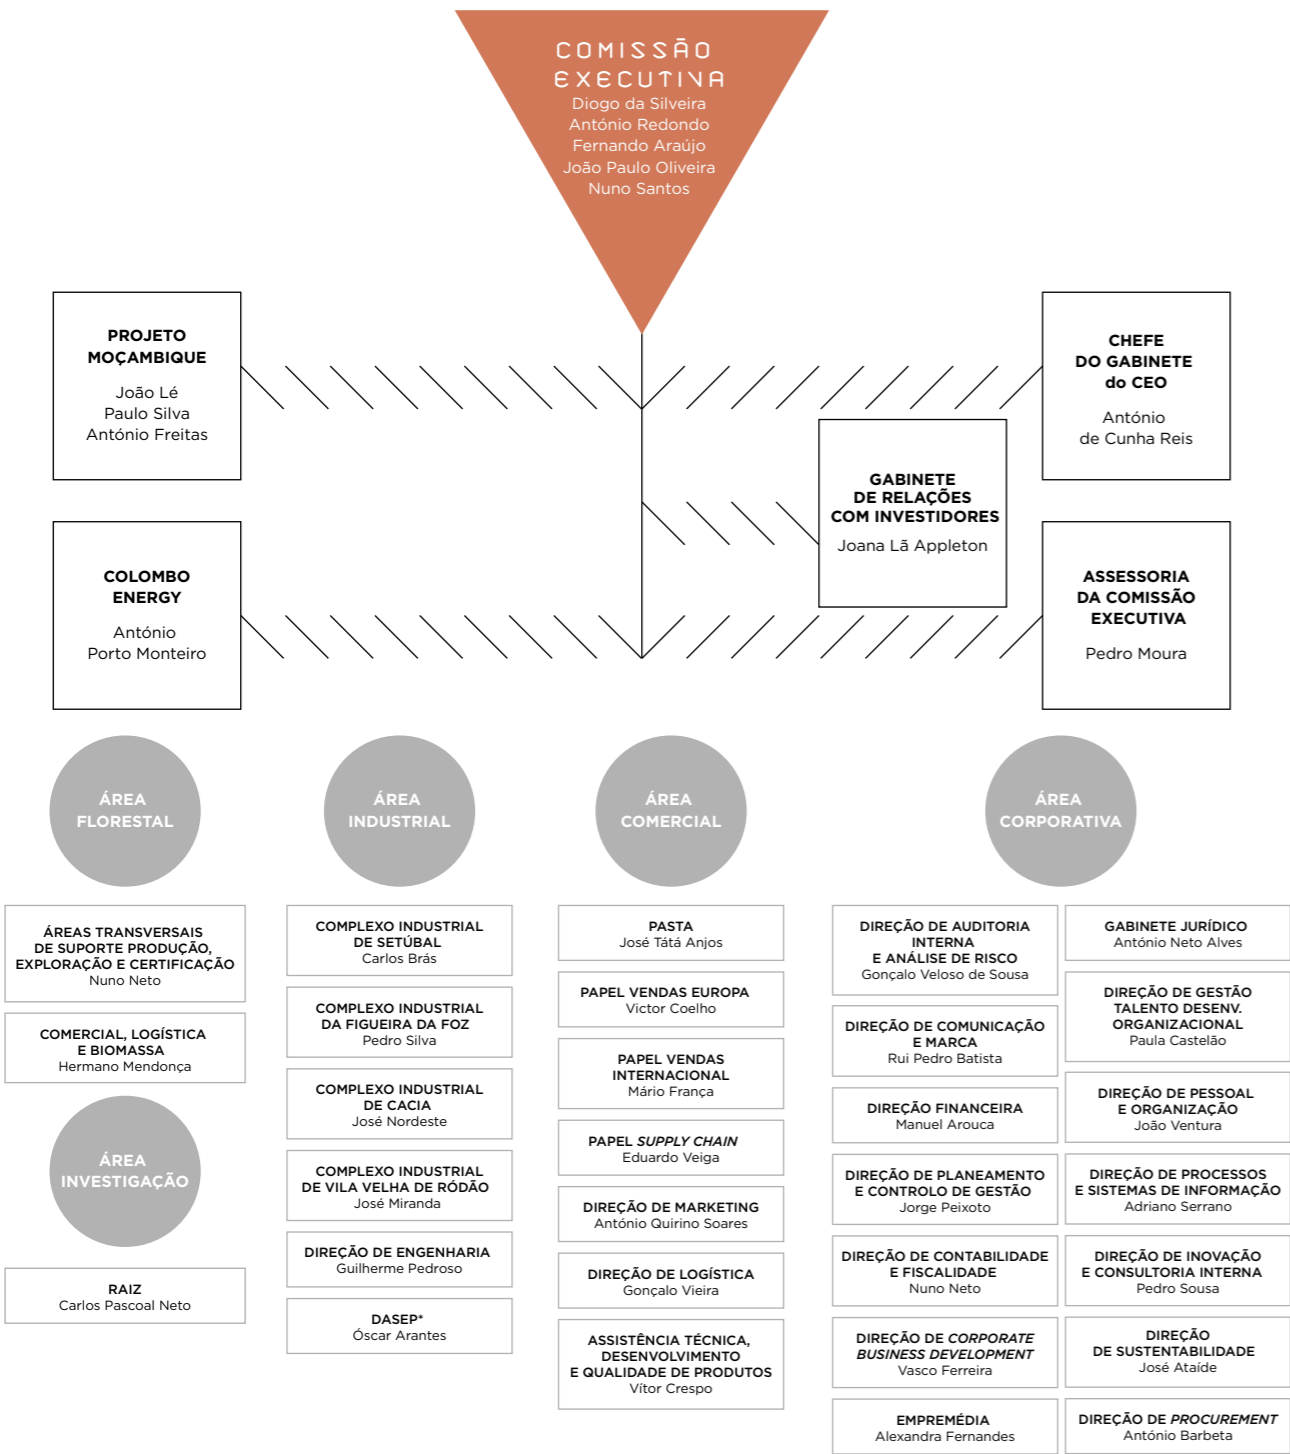 COMISSÃO
EXECUTIVA
Diogo da Silveira
António Redondo
Fernando Araújo
João Paulo Oliveira
Nuno Santos
PROJETO
MOÇAMBIQUE
João Lé
Paulo Silva
António Freitas
CHEFE
DO GABINETE
do CEO
António
de Cunha Reis
GABINETE
DE RELAÇÕES
COM INVESTIDORES
Joana Lã Appleton
COLOMBO
ENERGY
António
Porto Monteiro
ASSESSORIA
DA COMISSÃO
EXECUTIVA
Pedro Moura
ÁREA
FLORESTAL
ÁREAS TRANSVERSAIS
DE SUPORTE PRODUÇÃO,
EXPLORAÇÃO E CERTIFICAÇÃO
Nuno Neto
COMERCIAL, LOGÍSTICA
E BIOMASSA
Hermano Mendonça
ÁREA
INVESTIGAÇÃO
RAIZ
Carlos Pascoal Neto
ÁREA
INDUSTRIAL
COMPLEXO INDUSTRIAL
DE SETÚBAL
Carlos Brás
COMPLEXO INDUSTRIAL
DA FIGUEIRA DA FOZ
Pedro Silva
COMPLEXO INDUSTRIAL
DE CACIA
José Nordeste
COMPLEXO INDUSTRIAL
DE VILA VELHA DE RÓDÃO
José Miranda
DIREÇÃO DE ENGENHARIA
Guilherme Pedroso
DASEP*
Óscar Arantes
ÁREA
COMERCIAL
PASTA
José Tátá Anjos
PAPEL VENDAS EUROPA
Victor Coelho
PAPEL VENDAS
INTERNACIONAL
Mário França
PAPEL SUPPLY CHAIN
Eduardo Veiga
DIREÇÃO DE MARKETING
António Quirino Soares
DIREÇÃO DE LOGÍSTICA
Gonçalo Vieira
ASSISTÊNCIA TÉCNICA,
DESENVOLVIMENTO
E QUALIDADE DE PRODUTOS
Vítor Crespo
ÁREA
CORPORATIVA
DIREÇÃO DE AUDITORIA
INTERNA
E ANÁLISE DE RISCO
Gonçalo Veloso de Sousa
DIREÇÃO DE COMUNICAÇÃO
E MARCA
Rui Pedro Batista
DIREÇÃO FINANCEIRA
Manuel Arouca
DIREÇÃO DE PLANEAMENTO
E CONTROLO DE GESTÃO
Jorge Peixoto
DIREÇÃO DE CONTABILIDADE
E FISCALIDADE
Nuno Neto
DIREÇÃO DE CORPORATE
BUSINESS DEVELOPMENT
Vasco Ferreira
EMPREMÉDIA
Alexandra Fernandes
GABINETE JURÍDICO
António Neto Alves
DIREÇÃO DE GESTÃO
TALENTO DESENV.
ORGANIZACIONAL
Paula Castelão
DIREÇÃO DE PESSOAL
E ORGANIZAÇÃO
João Ventura
DIREÇÃO DE PROCESSOS
E SISTEMAS DE INFORMAÇÃO
Adriano Serrano
DIREÇÃO DE INOVAÇÃO
E CONSULTORIA INTERNA
Pedro Sousa
DIREÇÃO
DE SUSTENTABILIDADE
José Ataíde
DIREÇÃO DE PROCUREMENT
António Barbeta